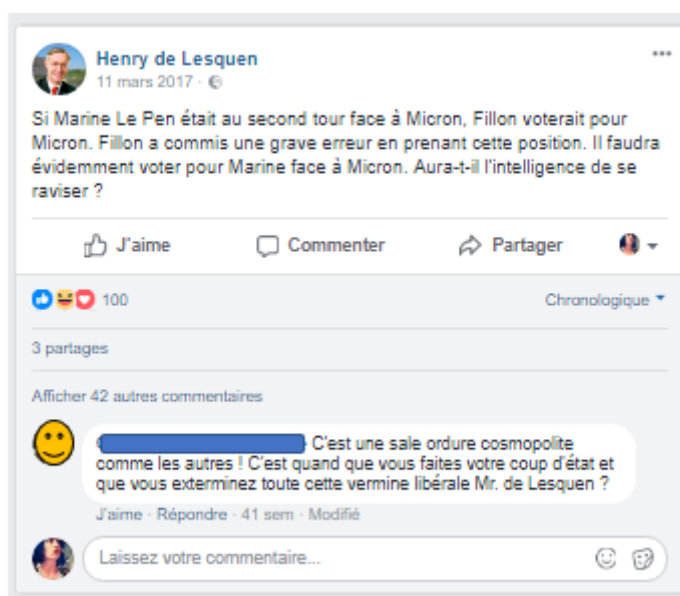 Henry de Lesquen
11 mars 2017 ·
Si Marine Le Pen était au second tour face à Micron, Fillon voterait pour
Micron. Fillon a commis une grave erreur en prenant cette position. Il faudra
évidemment voter pour Marine face à Micron. Aura-t-il l'intelligence de se
raviser ?
J'aime Commenter Partager
100 Chronologique
3 partages
Afficher 42 autres commentaires
C'est une sale ordure cosmopolite
comme les autres ! C'est quand que vous faites votre coup d'état et
que vous exterminez toute cette vermine libérale Mr. de Lesquen ?
J'aime · Répondre · 41 sem · Modifié
Laissez votre commentaire...